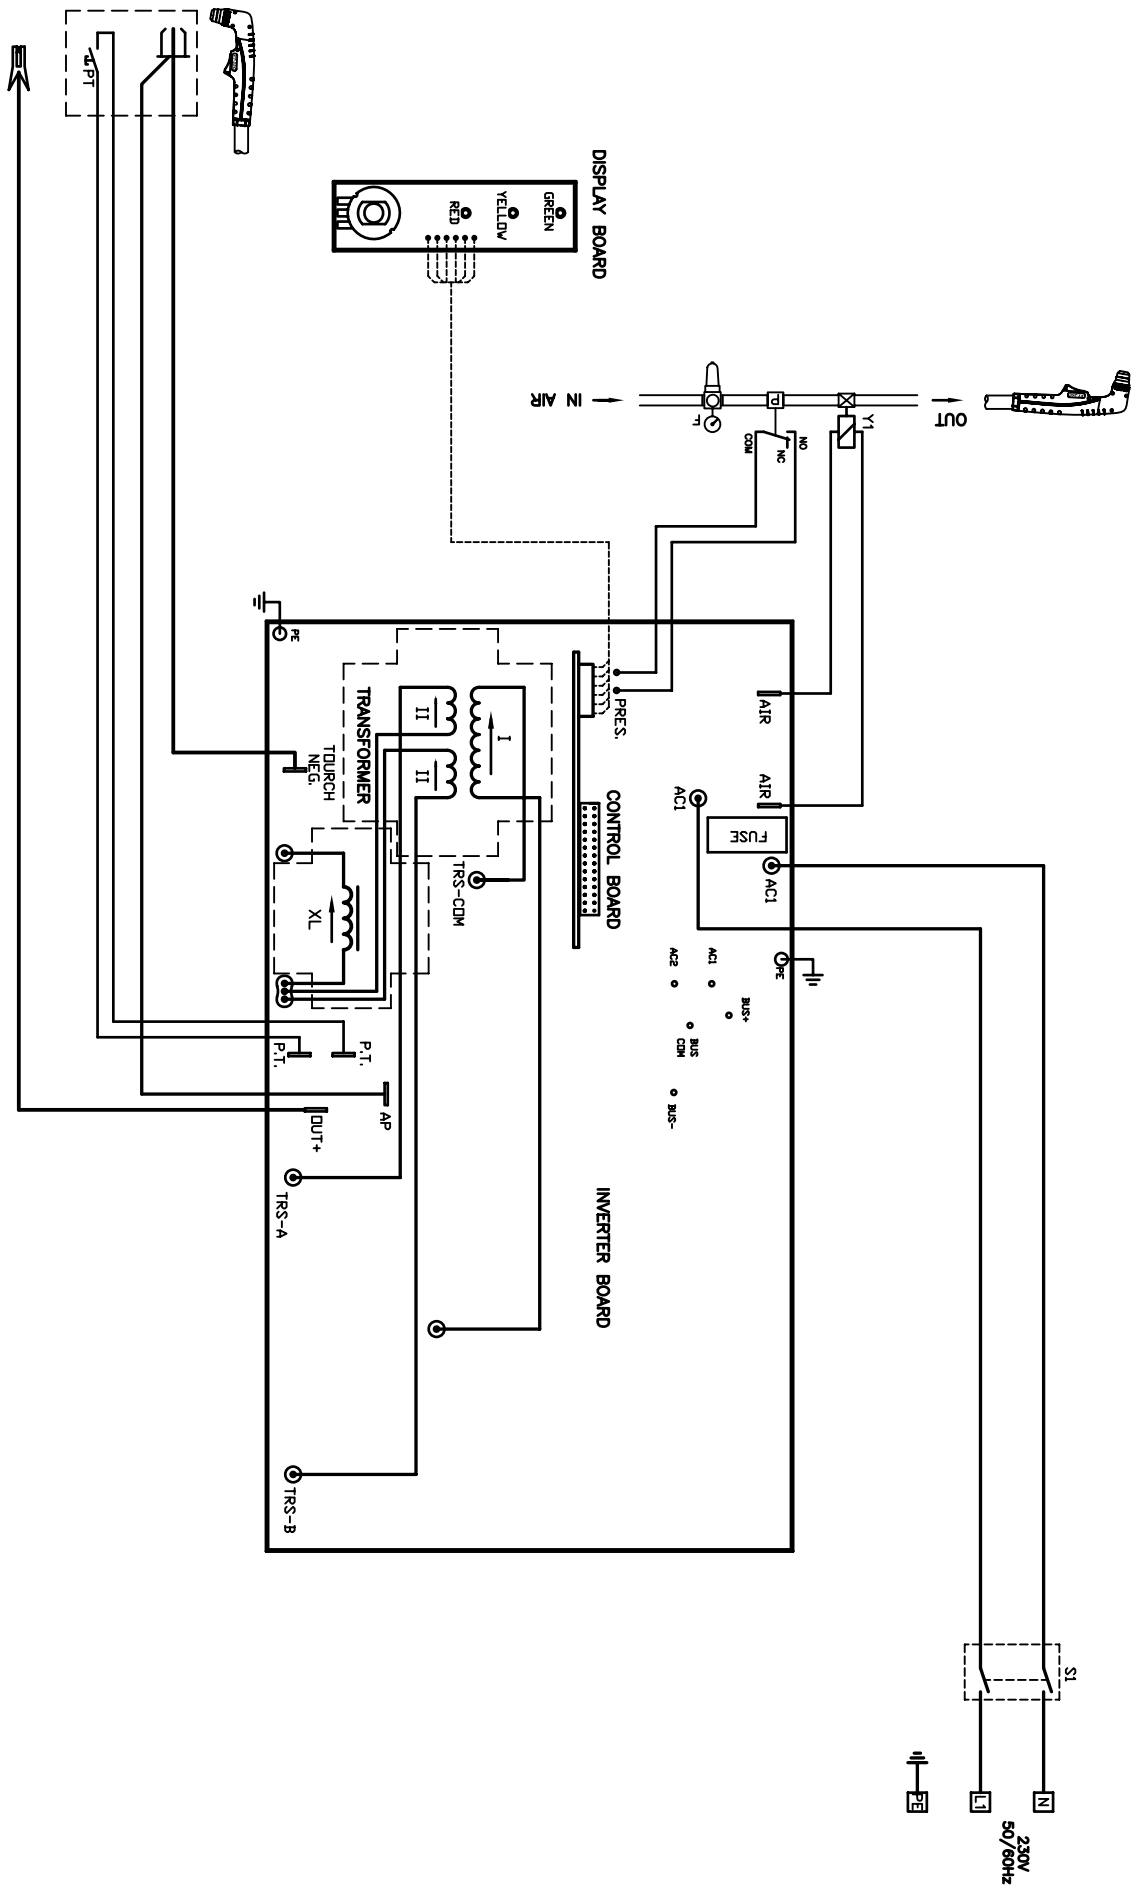 PT
DISPLAY BOARD
GREEN
YELLOW
RED
IN AIR
OUT
F
P
Y1
COM
NC
NO
PE
PRES.
AIR
AIR
TRANSFORMER
I
II
II
CONTROL BOARD
AC1
FUSE
AC1
TOURCH
NEG.
TRS-COM
XL
PE
AC2
AC1
BUS+
BUS
COM
BUS-
P.T.
P.T.
AP
OUT+
TRS-A
INVERTER BOARD
TRS-B
S1
PE
L1
N
230V
50/60Hz